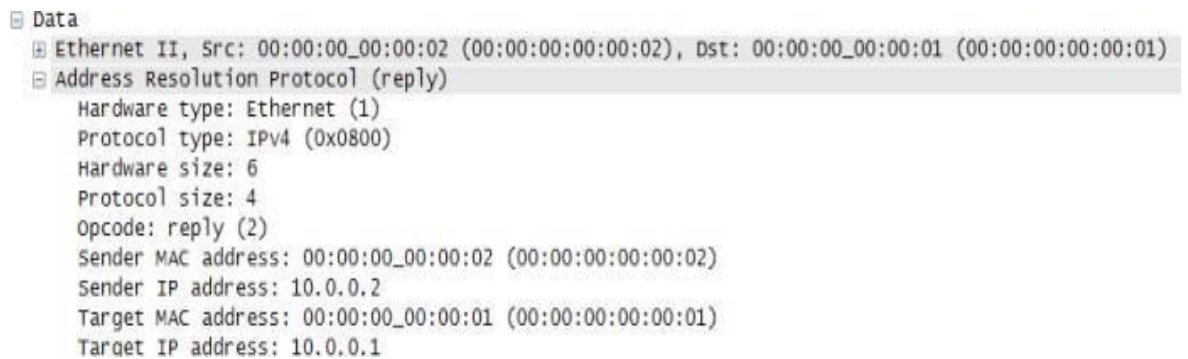 Data
Ethernet II, Src: 00:00:00_00:00:02 (00:00:00:00:00:02), Dst: 00:00:00_00:00:01 (00:00:00:00:00:01)
Address Resolution Protocol (reply)
Hardware type: Ethernet (1)
Protocol type: IPv4 (0x0800)
Hardware size: 6
Protocol size: 4
Opcode: reply (2)
Sender MAC address: 00:00:00_00:00:02 (00:00:00:00:00:02)
Sender IP address: 10.0.0.2
Target MAC address: 00:00:00_00:00:01 (00:00:00:00:00:01)
Target IP address: 10.0.0.1